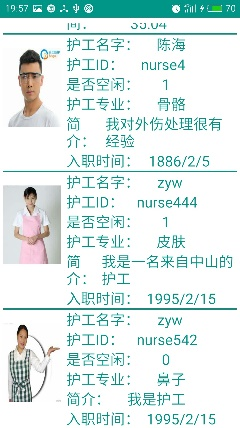 19:57
70
间： 35:04
护工名字： 陈海
护工ID： nurse4
是否空闲： 1
护工专业： 骨骼
简 我对外伤处理很有
介： 经验
入职时间： 1886/2/5
护工名字： zyw
护工ID： nurse444
是否空闲： 1
护工专业： 皮肤
简 我是一名来自中山的
介： 护工
入职时间： 1995/2/15
护工名字： zyw
护工ID： nurse542
是否空闲： 0
护工专业： 鼻子
简介： 我是护工
入职时间： 1995/2/15